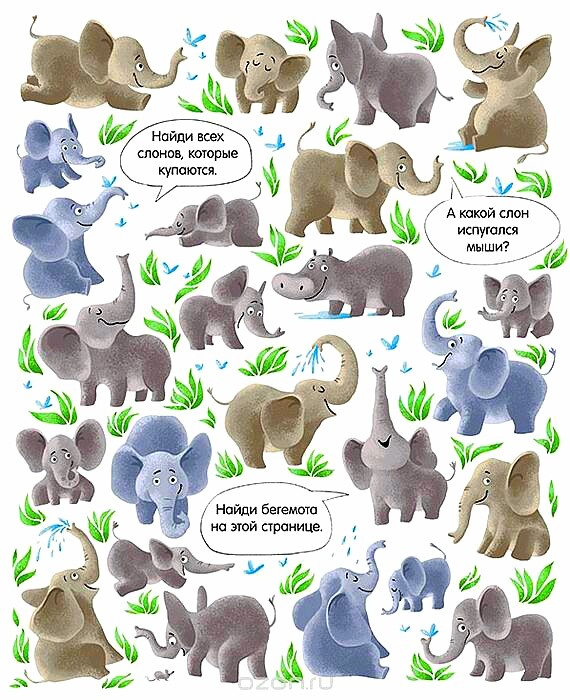 Найди всех
слонов, которые
купаются.
А какой слон
испугался
мыши?
Найди бегемота
на этой странице.
ozon.ru